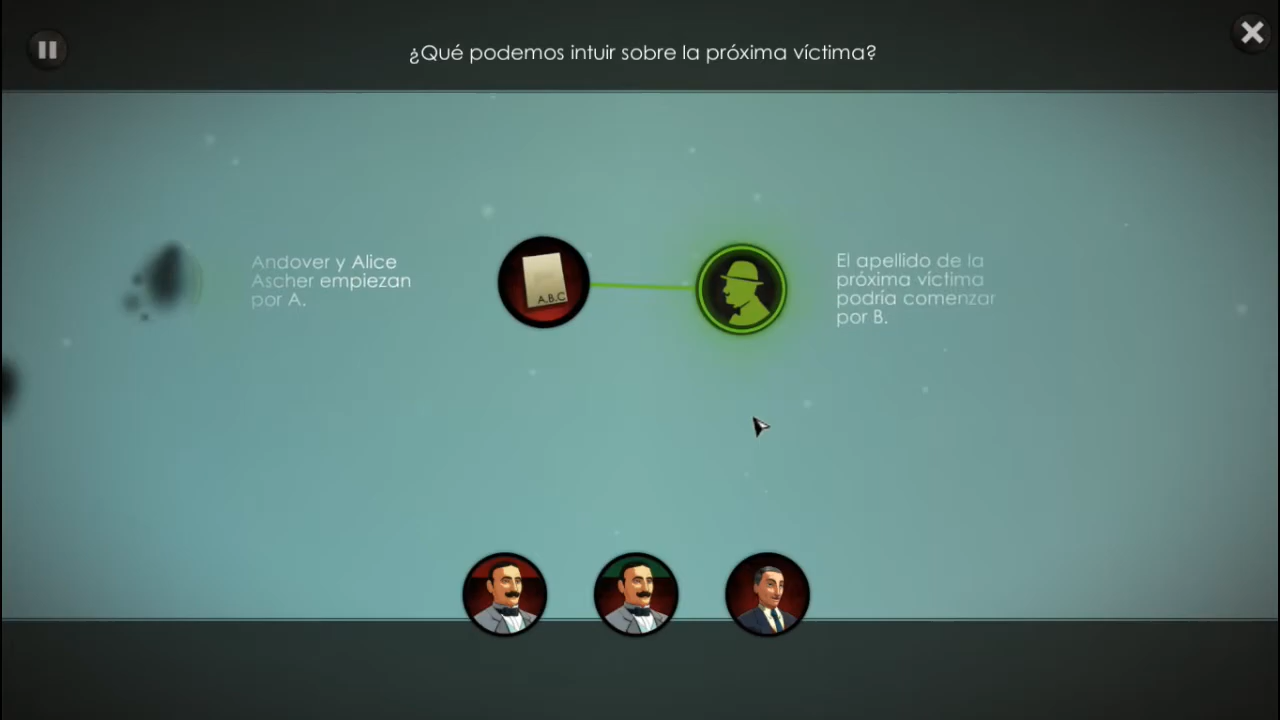 ¿Qué podemos intuir sobre la próxima víctima?
Andover y Alice
Ascher empiezan
por A.
A.B.C
El apellido de la
próxima víctima
podría comenzar
por B.